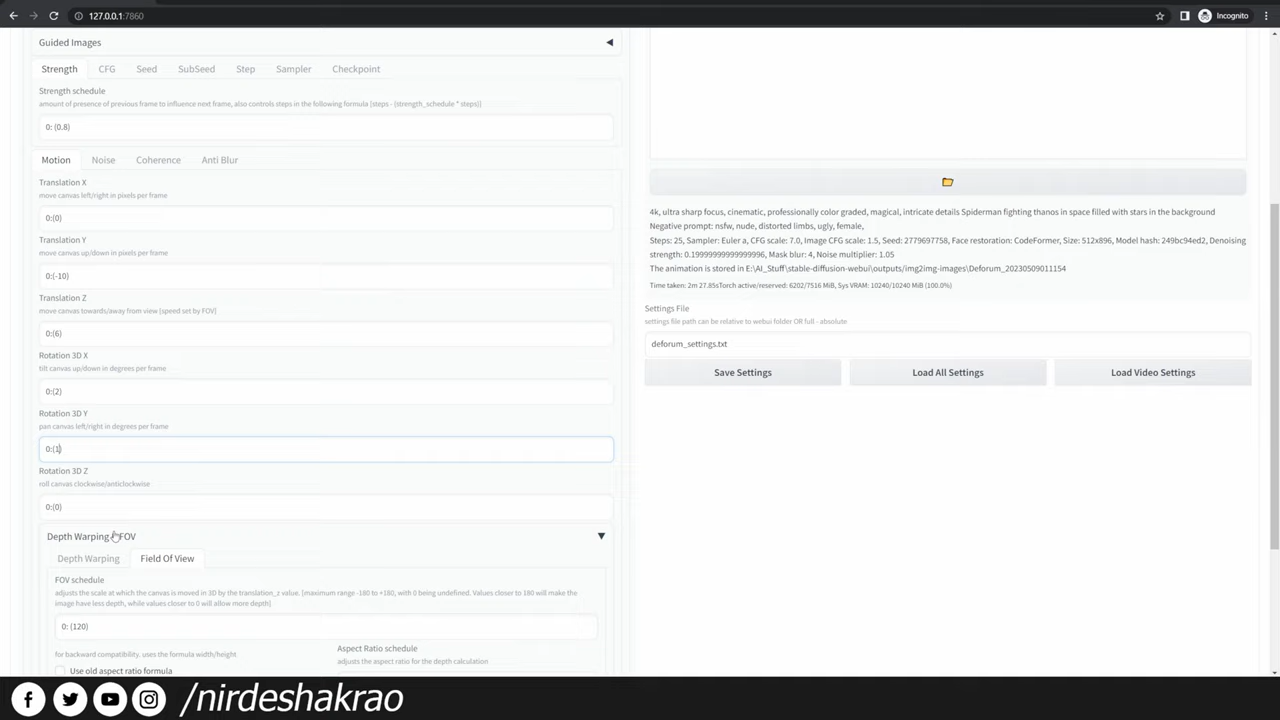 127.0.0.1:7860
Incognito
Guided Images
Strength CFG Seed SubSeed Step Sampler Checkpoint
Strength schedule
amount of presence of previous frame to influence next frame, also controls steps in the following formula [steps - (strength_schedule * steps)]
0: (0.8)
Motion Noise Coherence Anti Blur
Translation X
move canvas left/right in pixels per frame
0:(0)
Translation Y
move canvas up/down in pixels per frame
0:(-10)
Translation Z
move canvas towards/away from view [speed set by FOV]
0:(6)
Rotation 3D X
tilt canvas up/down in degrees per frame
0:(2)
Rotation 3D Y
pan canvas left/right in degrees per frame
0:(1)
Rotation 3D Z
roll canvas clockwise/anticlockwise
0:(0)
Depth Warping FOV
Depth Warping Field Of View
FOV schedule
adjusts the scale at which the canvas is moved in 3D by the translation_z value. [maximum range -180 to +180, with 0 being undefined. Values closer to 180 will make the
image have less depth, while values closer to 0 will allow more depth]
0: (120)
for backward compatibility. uses the formula width/height
Use old aspect ratio formula
Aspect Ratio schedule
adjusts the aspect ratio for the depth calculation
4k, ultra sharp focus, cinematic, professionally color graded, magical, intricate details Spiderman fighting thanos in space filled with stars in the background
Negative prompt: nsfw, nude, distorted limbs, ugly, female,
Steps: 25, Sampler: Euler a, CFG scale: 7.0, Image CFG scale: 1.5, Seed: 2779697758, Face restoration: CodeFormer, Size: 512x896, Model hash: 249bc94ed2, Denoising
strength: 0.19999999999999996, Mask blur: 4, Noise multiplier: 1.05
The animation is stored in E:\AI_Stuff\stable-diffusion-webui\outputs/img2img-images\Deforum_20230509011154
Time taken: 2m 27.85sTorch active/reserved: 6202/7516 MiB, Sys VRAM: 10240/10240 MiB (100.0%)
Settings File
settings file path can be relative to webui folder OR full - absolute
deforum_settings.txt
Save Settings Load All Settings Load Video Settings
/nirdeshakrao